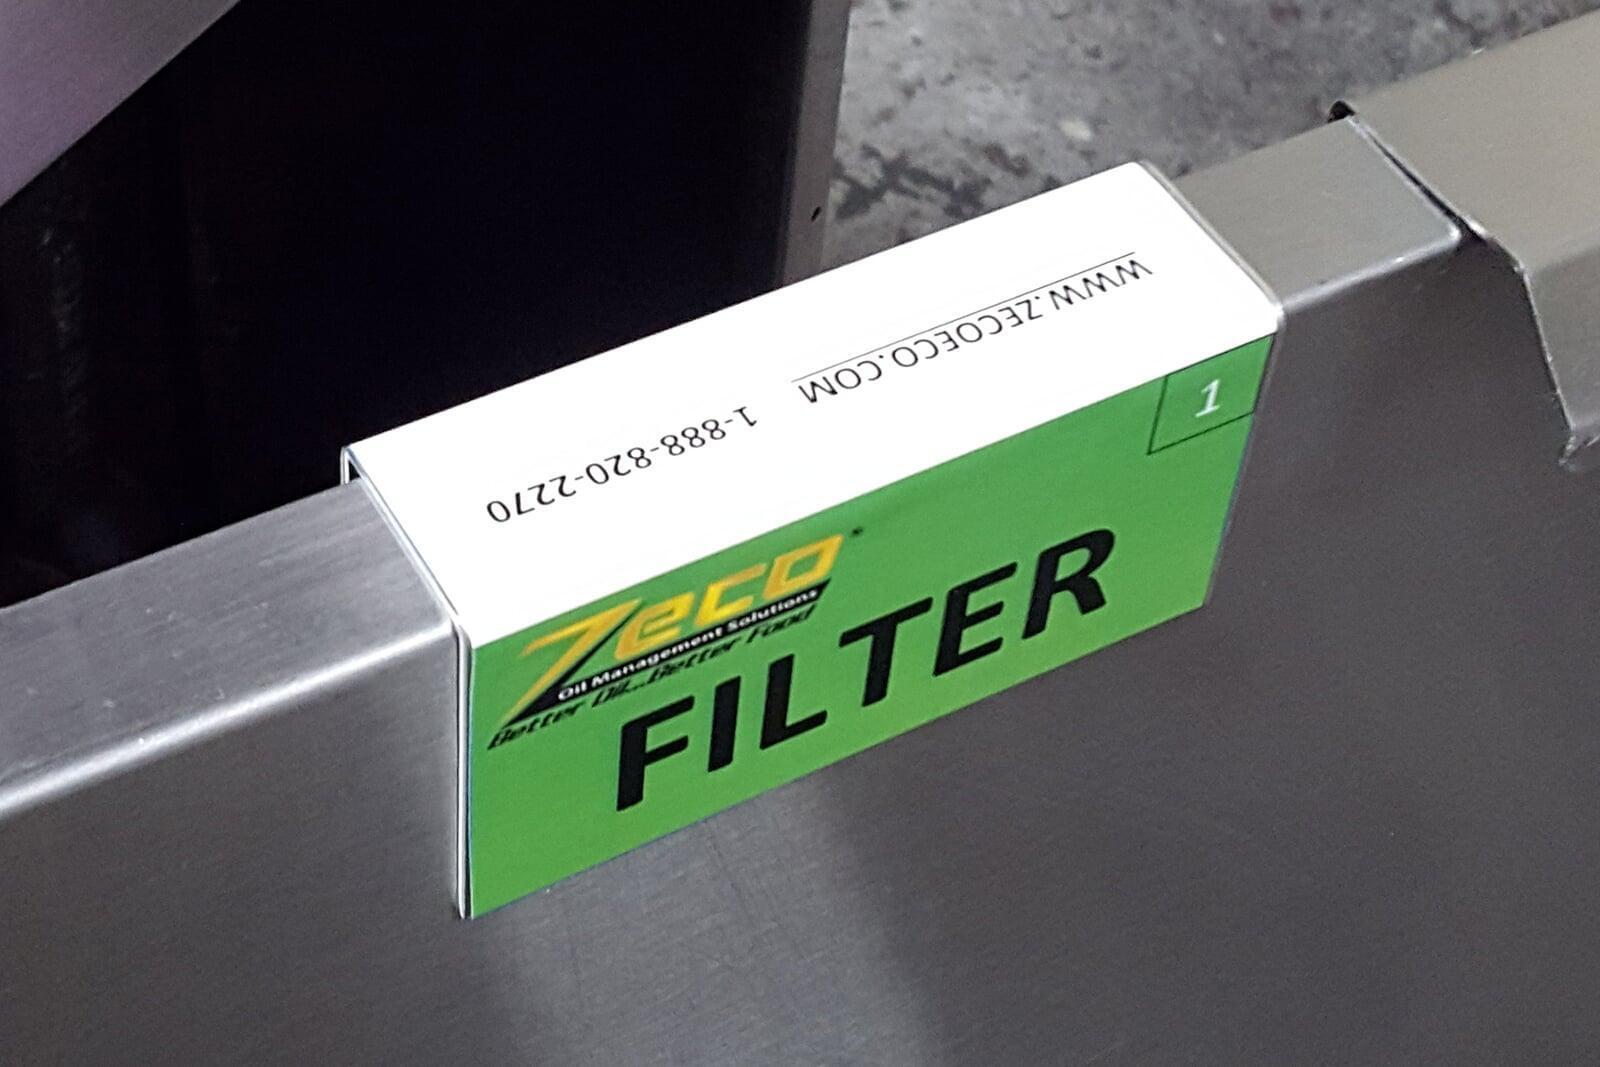 WWW.ZECOECO.COM 1-888-820-2270
1
Zeco®
Oil Management Solutions
Better Oil...Better Food
FILTER